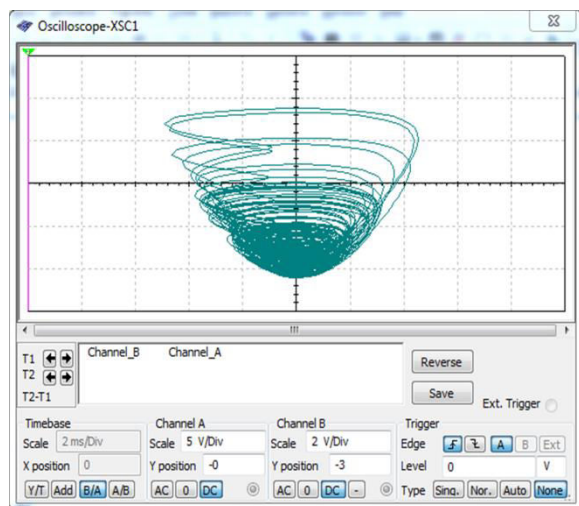 Oscilloscope-XSC1
T1
T2
T2-T1
Channel_B Channel_A
Reverse
Save
Ext. Trigger
Timebase
Scale 2 ms/Div
X position 0
Y/T Add B/A A/B
Channel A
Scale 5 V/Div
Y position -0
AC 0 DC
Channel B
Scale 2 V/Div
Y position -3
AC 0 DC -
Trigger
Edge A B Ext
Level 0 V
Type Sing. Nor. Auto None